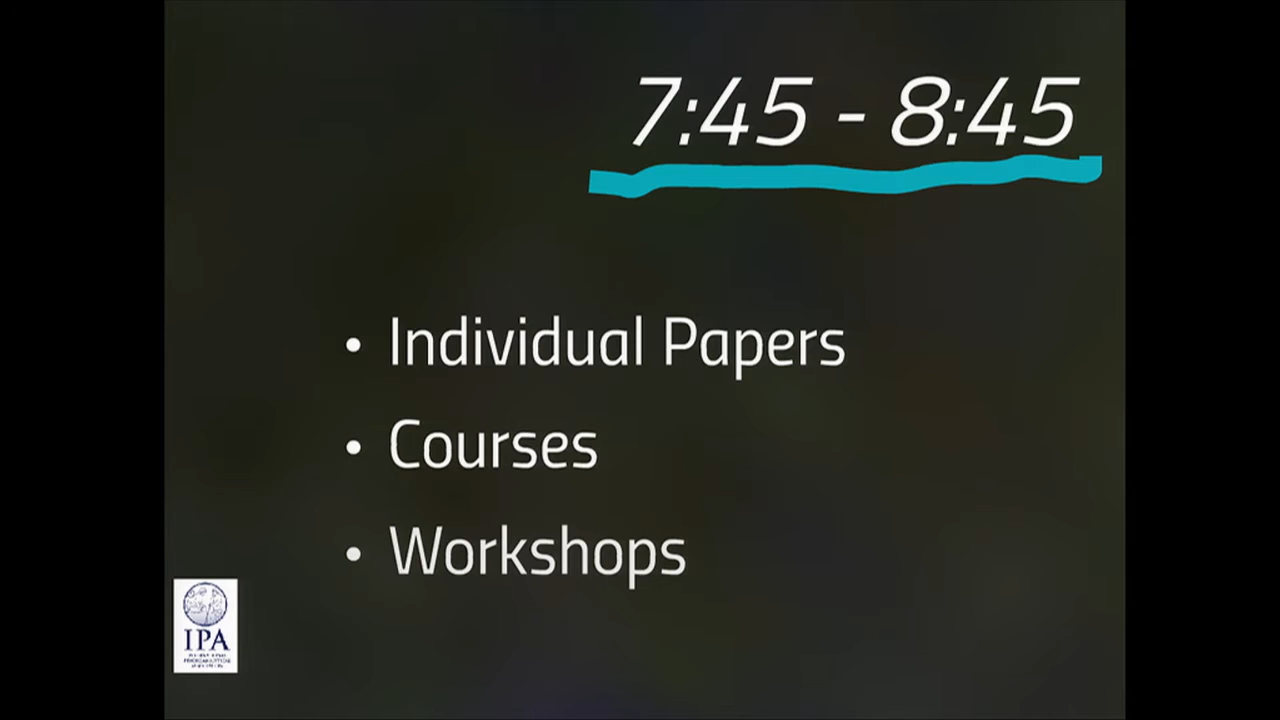 7:45 - 8:45
• Individual Papers
• Courses
• Workshops
IPA